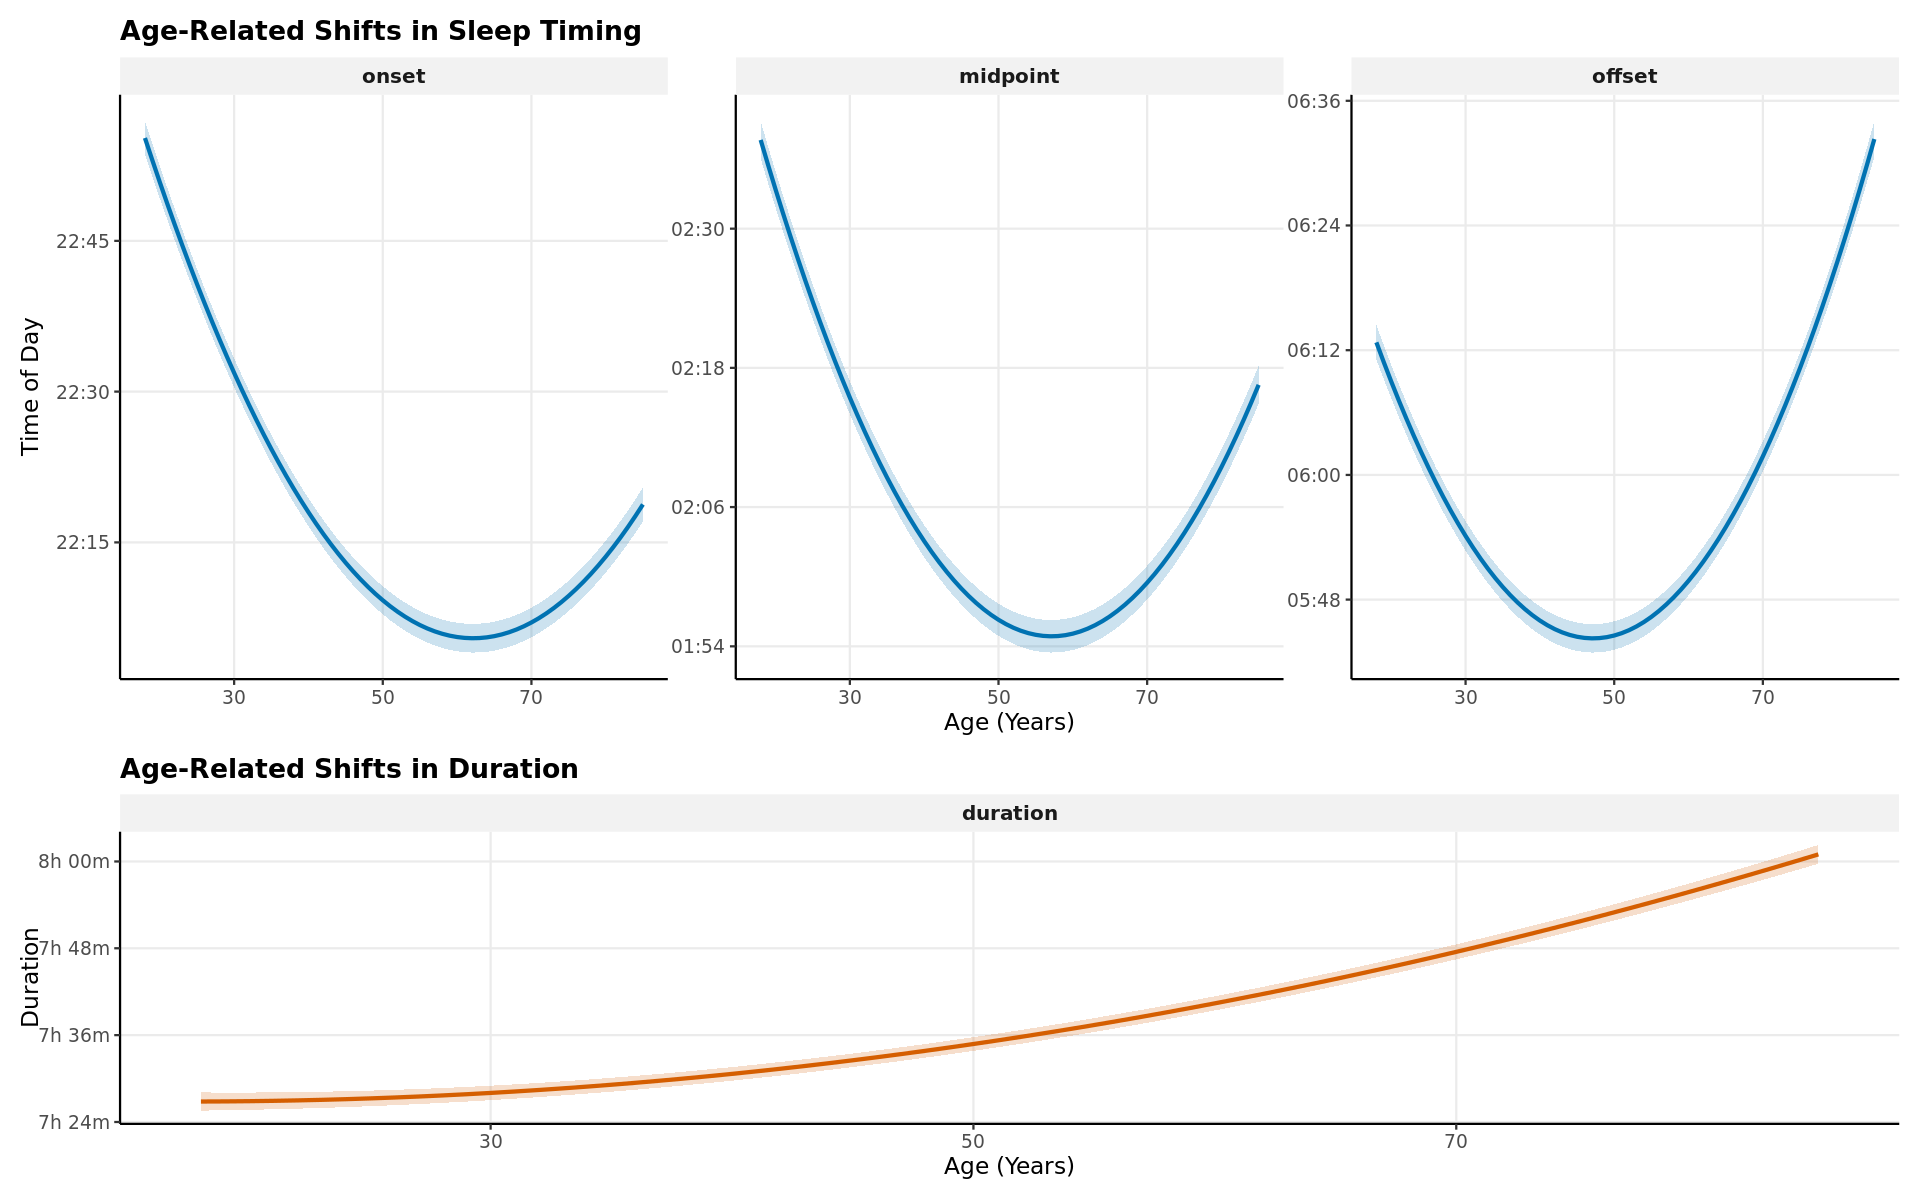 Age-Related Shifts in Sleep Timing
onset
midpoint
offset
Time of Day
22:45
22:30
22:15
02:30
02:18
02:06
01:54
06:36
06:24
06:12
06:00
05:48
30 50 70
30 50 70
30 50 70
Age (Years)
Age-Related Shifts in Duration
duration
Duration
8h 00m
7h 48m
7h 36m
7h 24m
30 50 70
Age (Years)